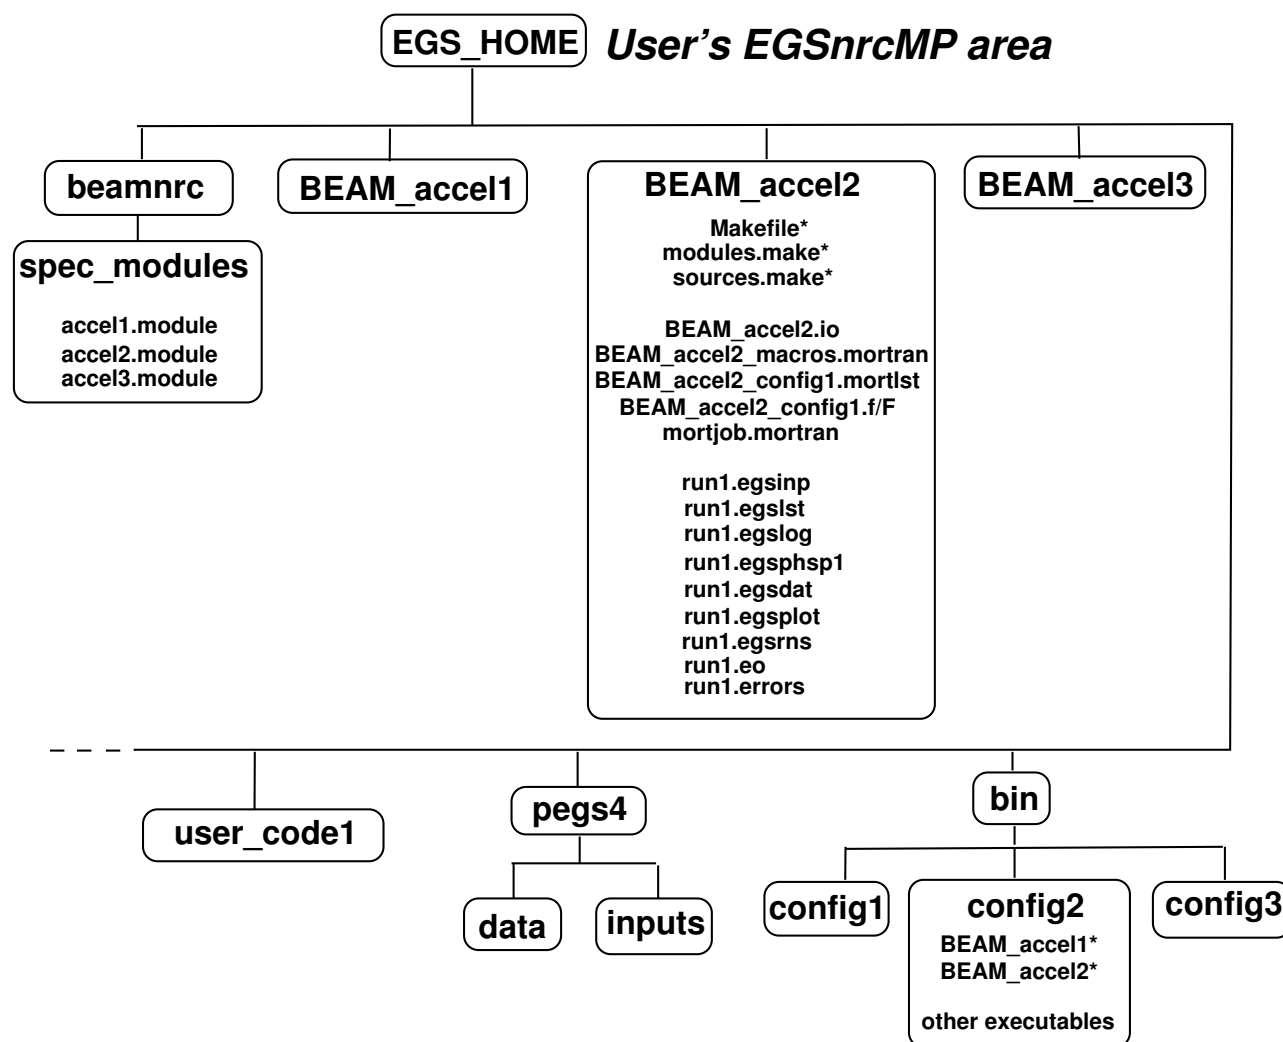 EGS_HOME User's EGSnrcMP area
beamnrc
BEAM_accel1
BEAM_accel2
BEAM_accel3
spec_modules
accel1.module
accel2.module
accel3.module
Makefile*
modules.make*
sources.make*
BEAM_accel2.io
BEAM_accel2_macros.mortran
BEAM_accel2_config1.mortlst
BEAM_accel2_config1.f/F
mortjob.mortran
run1.egsinp
run1.egslst
run1.egslog
run1.egsphsp1
run1.egsdat
run1.egsplot
run1.egsrns
run1.eo
run1.errors
user_code1
pegs4
bin
data
inputs
config1
config2
config3
BEAM_accel1*
BEAM_accel2*
other executables